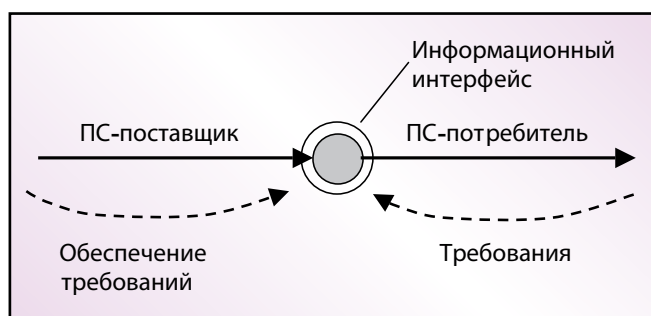 Информационный
интерфейс
ПС-поставщик
ПС-потребитель
Обеспечение
требований
Требования